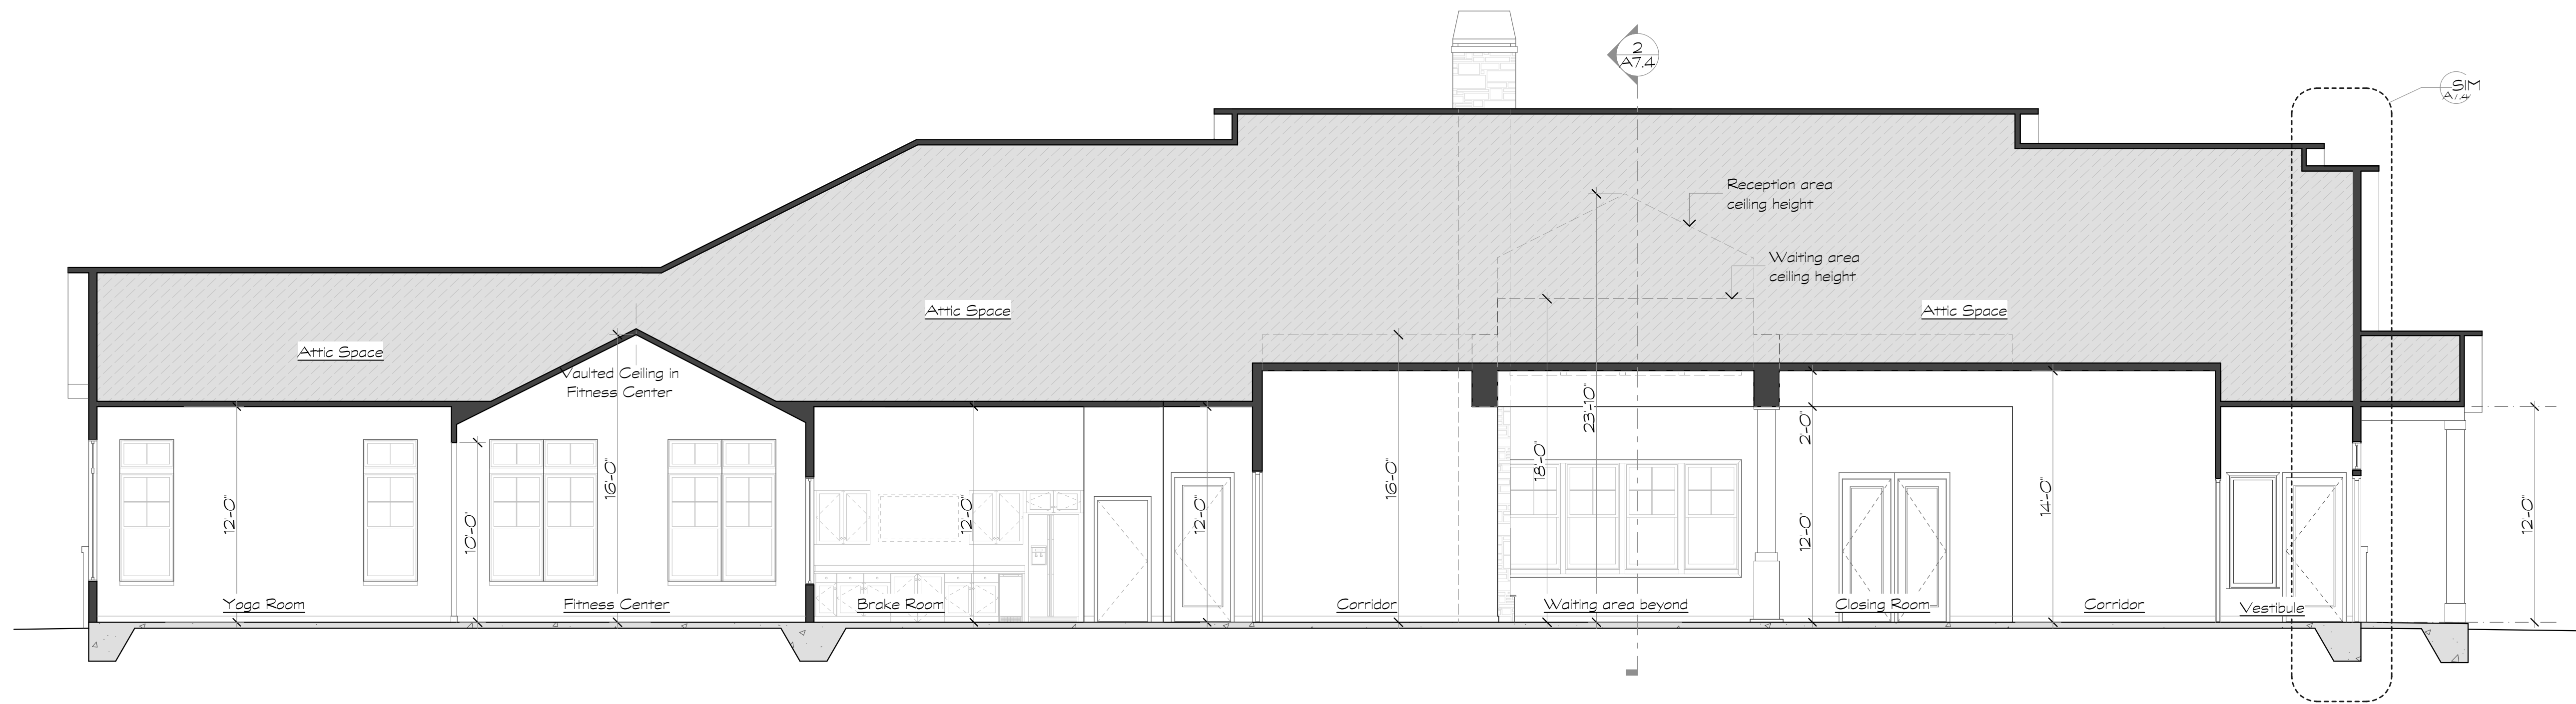 2
A7.4
SIM
A7.4
Reception area
ceiling height
Waiting area
ceiling height
Attic Space
Attic Space
Attic Space
Vaulted Ceiling in
Fitness Center
12'-0"
10'-0"
16'-0"
12'-0"
12'-0"
16'-0"
18'-0"
23'-10"
2'-0"
12'-0"
14'-0"
12'-0"
Yoga Room
Fitness Center
Brake Room
Corridor
Waiting area beyond
Closing Room
Corridor
Vestibule